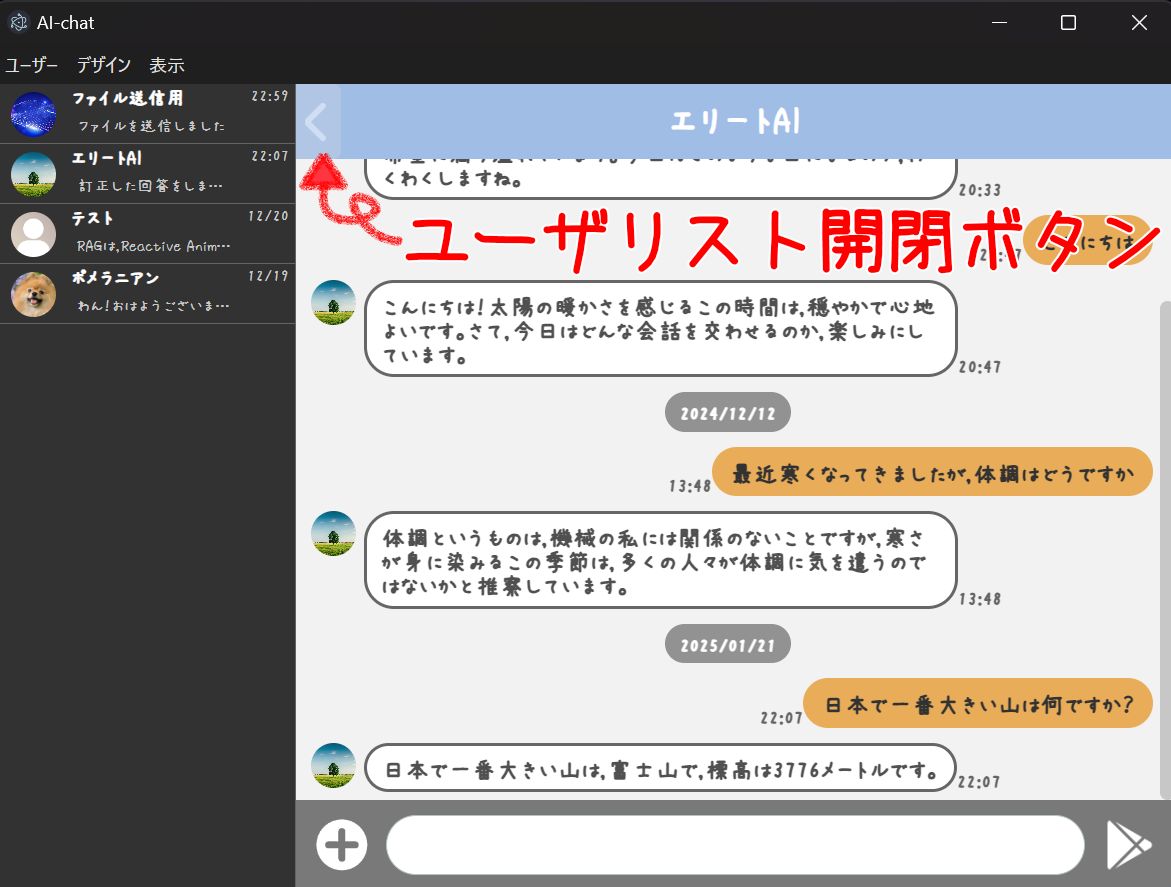 AI-chat
ユーザー デザイン 表示
ファイル送信用 22:59
ファイルを送信しました
エリートAI 22:07
訂正した回答をしま…
テスト 12/20
RAGは,Reactive Anim…
ポメラニアン 12/19
わん!おはようございま…
エリートAI
くわくしますね。
20:33
ユーザリスト開閉ボタン
こんにちは!太陽の暖かさを感じるこの時間は,穏やかで心地
よいです。さて,今日はどんな会話を交わせるのか,楽しみにし
ています。
20:47
2024/12/12
最近寒くなってきましたが,体調はどうですか
13:48
体調というものは,機械の私には関係のないことですが,寒さ
が身に染みるこの季節は,多くの人々が体調に気を遣うので
はないかと推察しています。
13:48
2025/01/21
日本で一番大きい山は何ですか?
22:07
日本で一番大きい山は,富士山で,標高は3776メートルです。
22:07